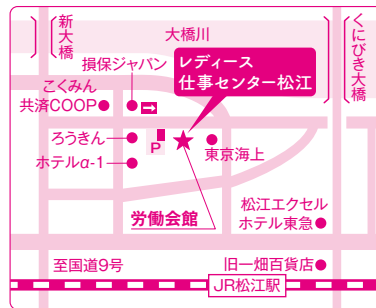 新大橋
大橋川
くにびき大橋
損保ジャパン
レディース
仕事センター松江
こくみん
共済COOP
→
ろうきん
P
東京海上
ホテルα-1
労働会館
松江エクセル
ホテル東急
至国道9号
旧一畑百貨店
JR松江駅